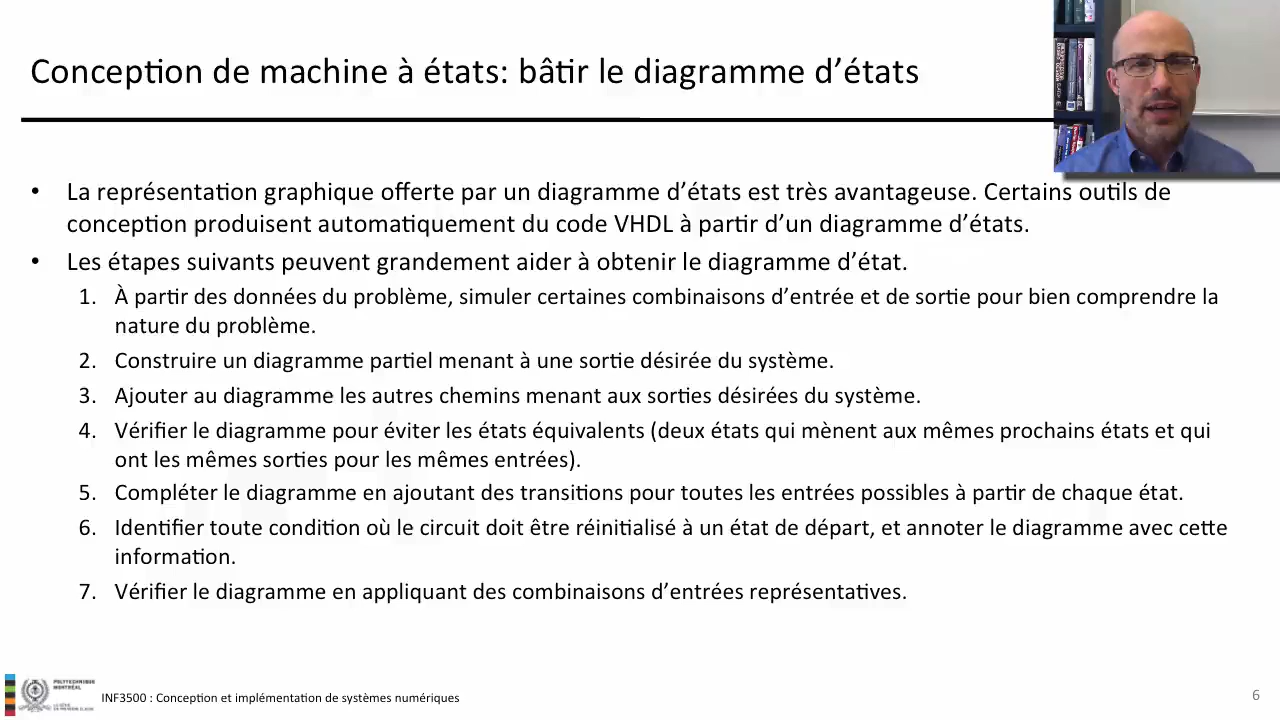 Conception de machine à états: bâtir le diagramme d’états
• La représentation graphique offerte par un diagramme d’états est très avantageuse. Certains outils de
conception produisent automatiquement du code VHDL à partir d’un diagramme d’états.
• Les étapes suivants peuvent grandement aider à obtenir le diagramme d’état.
1. À partir des données du problème, simuler certaines combinaisons d’entrée et de sortie pour bien comprendre la
nature du problème.
2. Construire un diagramme partiel menant à une sortie désirée du système.
3. Ajouter au diagramme les autres chemins menant aux sorties désirées du système.
4. Vérifier le diagramme pour éviter les états équivalents (deux états qui mènent aux mêmes prochains états et qui
ont les mêmes sorties pour les mêmes entrées).
5. Compléter le diagramme en ajoutant des transitions pour toutes les entrées possibles à partir de chaque état.
6. Identifier toute condition où le circuit doit être réinitialisé à un état de départ, et annoter le diagramme avec cette
information.
7. Vérifier le diagramme en appliquant des combinaisons d’entrées représentatives.
POLYTECHNIQUE
MONTRÉAL
INF3500 : Conception et implémentation de systèmes numériques
6